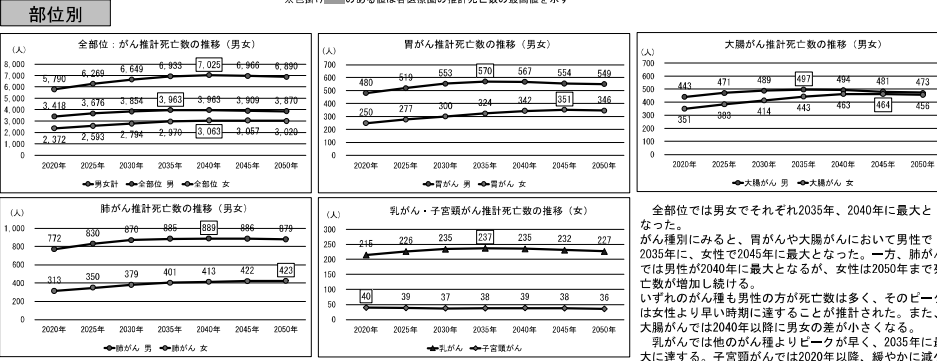 部位別
全部位：がん推計死亡数の推移（男女）
（人）
8,000
7,000
6,000
5,000
4,000
3,000
2,000
1,000
0
5,790 6,269 6,649 6,933 7,025 6,966 6,890
3,418 3,676 3,854 3,963 3,963 3,909 3,870
2,372 2,593 2,794 2,970 3,063 3,057 3,020
2020年 2025年 2030年 2035年 2040年 2045年 2050年
男女計 全部位 男 全部位 女
胃がん推計死亡数の推移（男女）
（人）
700
600
500
400
300
200
100
0
480 519 553 570 567 554 549
250 277 300 324 342 351 346
2020年 2025年 2030年 2035年 2040年 2045年 2050年
胃がん 男 胃がん 女
大腸がん推計死亡数の推移（男女）
（人）
700
600
500
400
300
200
100
0
443 471 489 497 494 481 473
351 383 414 443 463 464 456
2020年 2025年 2030年 2035年 2040年 2045年 2050年
大腸がん 男 大腸がん 女
肺がん推計死亡数の推移（男女）
（人）
1,000
800
600
400
200
0
772 830 870 885 889 886 879
313 350 379 401 413 422 423
2020年 2025年 2030年 2035年 2040年 2045年 2050年
肺がん 男 肺がん 女
乳がん・子宮頸がん推計死亡数の推移（女）
（人）
300
250
200
150
100
50
0
215 226 235 237 235 232 227
40 39 37 38 39 38 36
2020年 2025年 2030年 2035年 2040年 2045年 2050年
乳がん 子宮頸がん
全部位では男女でそれぞれ2035年、2040年に最大と
なった。
がん種別にみると、胃がんや大腸がんにおいて男性で
2035年に、女性で2045年に最大となった。一方、肺がん
では男性が2040年に最大となるが、女性は2050年まで死
亡数が増加し続ける。
いずれのがん種も男性の方が死亡数は多く、そのピーク
は女性より早い時期に達することが推計された。また、
大腸がんでは2040年以降に男女の差が小さくなる。
乳がんでは他のがん種よりピークが早く、2035年に最
大に達する。子宮頸がんでは2020年以降、緩やかに減